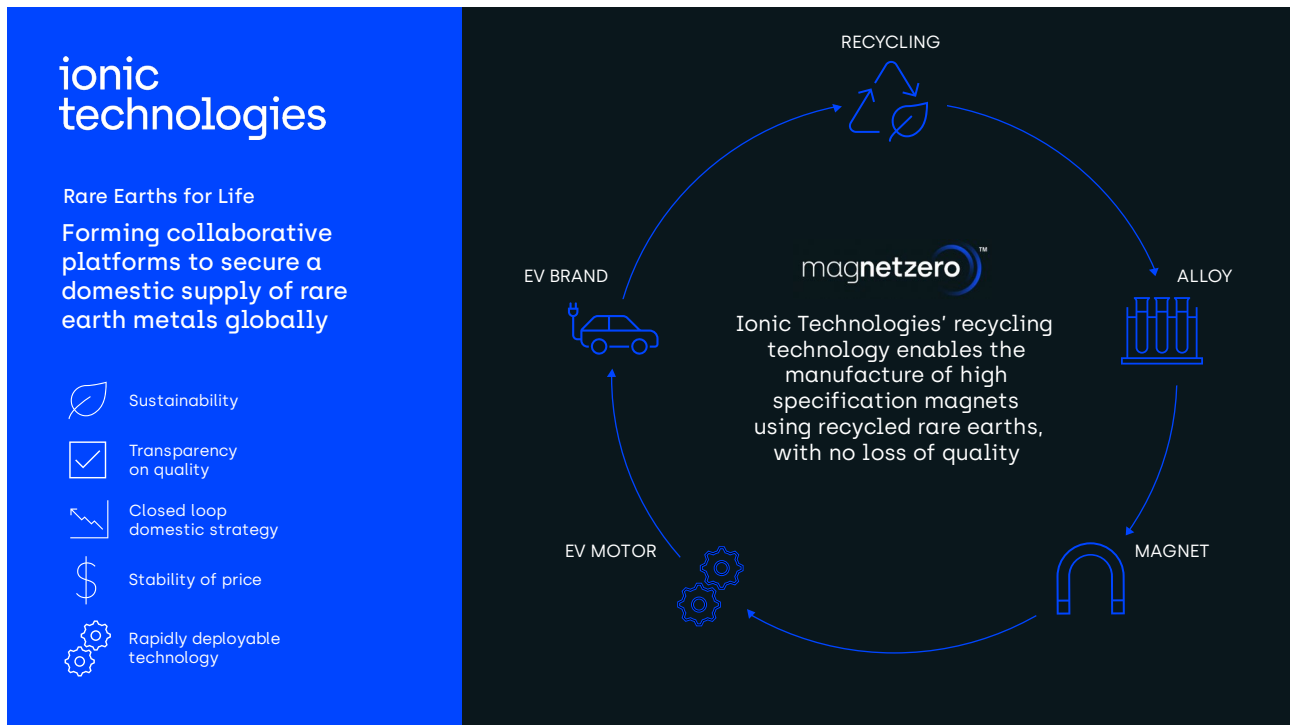 ionic
technologies
Rare Earths for Life
Forming collaborative
platforms to secure a
domestic supply of rare
earth metals globally
Sustainability
Transparency
on quality
Closed loop
domestic strategy
Stability of price
Rapidly deployable
technology
RECYCLING
EV BRAND
ALLOY
magnetzero™
Ionic Technologies’ recycling
technology enables the
manufacture of high
specification magnets
using recycled rare earths,
with no loss of quality
EV MOTOR
MAGNET